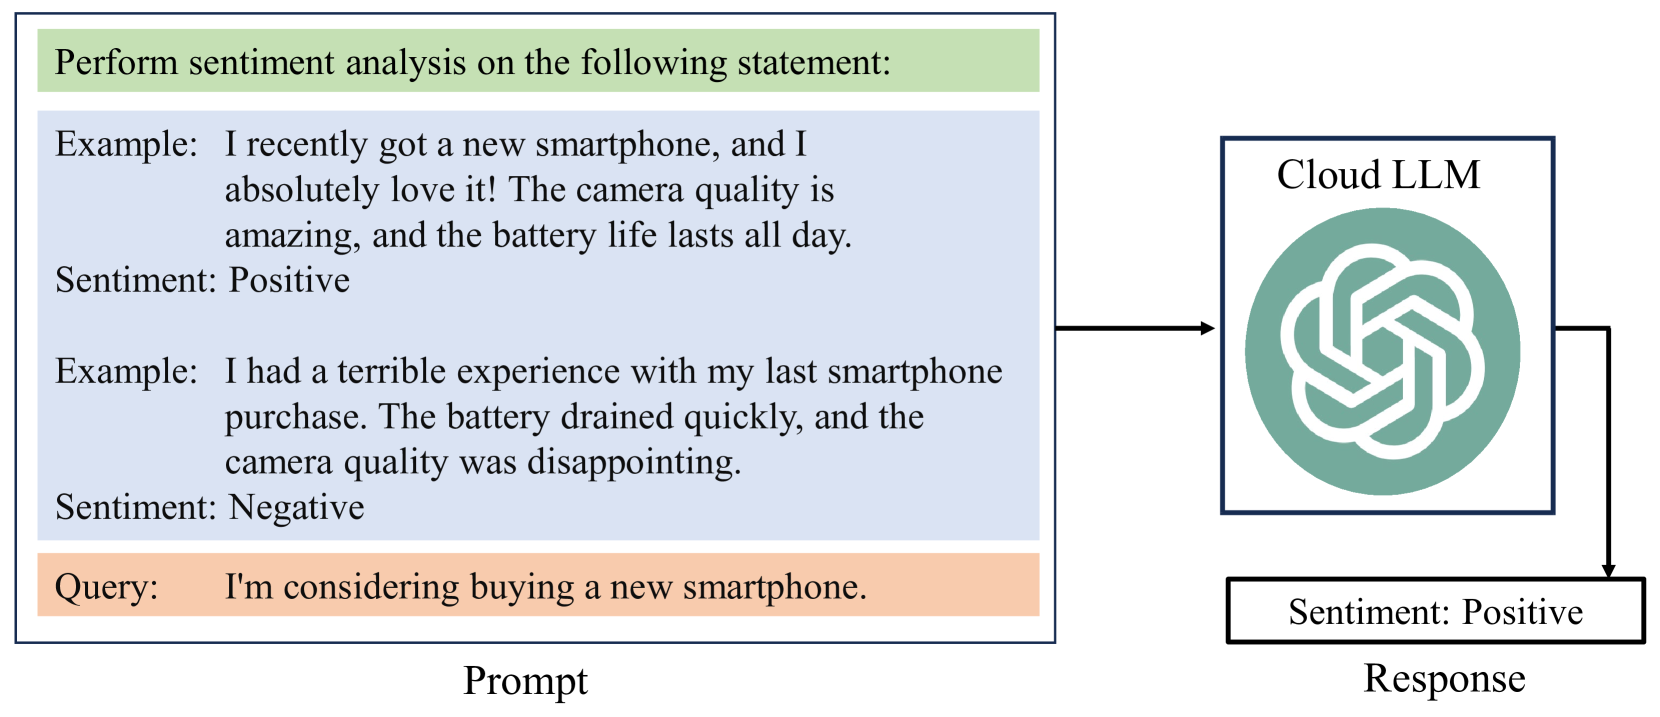 Perform sentiment analysis on the following statement:
Example: I recently got a new smartphone, and I
absolutely love it! The camera quality is
amazing, and the battery life lasts all day.
Sentiment: Positive
Example: I had a terrible experience with my last smartphone
purchase. The battery drained quickly, and the
camera quality was disappointing.
Sentiment: Negative
Query: I'm considering buying a new smartphone.
Prompt
Cloud LLM
Sentiment: Positive
Response